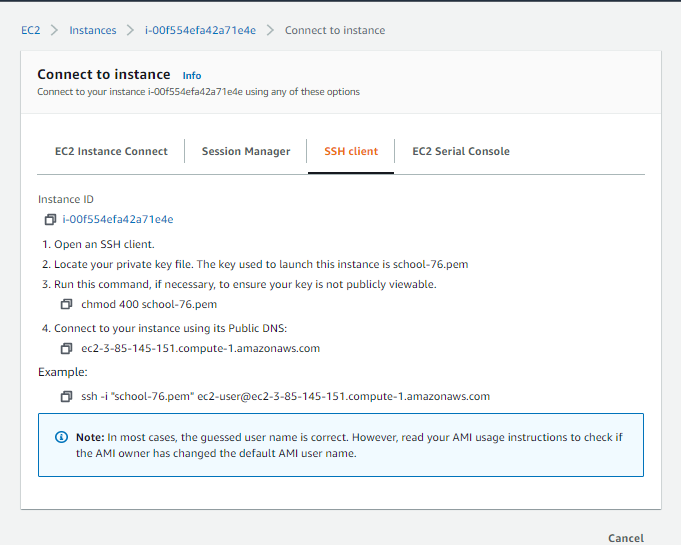 EC2 > Instances > i-00f554efa42a71e4e > Connect to instance
Connect to instance Info
Connect to your instance i-00f554efa42a71e4e using any of these options
EC2 Instance Connect Session Manager SSH client EC2 Serial Console
Instance ID
i-00f554efa42a71e4e
1. Open an SSH client.
2. Locate your private key file. The key used to launch this instance is school-76.pem
3. Run this command, if necessary, to ensure your key is not publicly viewable.
chmod 400 school-76.pem
4. Connect to your instance using its Public DNS:
ec2-3-85-145-151.compute-1.amazonaws.com
Example:
ssh -i "school-76.pem" ec2-user@ec2-3-85-145-151.compute-1.amazonaws.com
Note: In most cases, the guessed user name is correct. However, read your AMI usage instructions to check if
the AMI owner has changed the default AMI user name.
Cancel